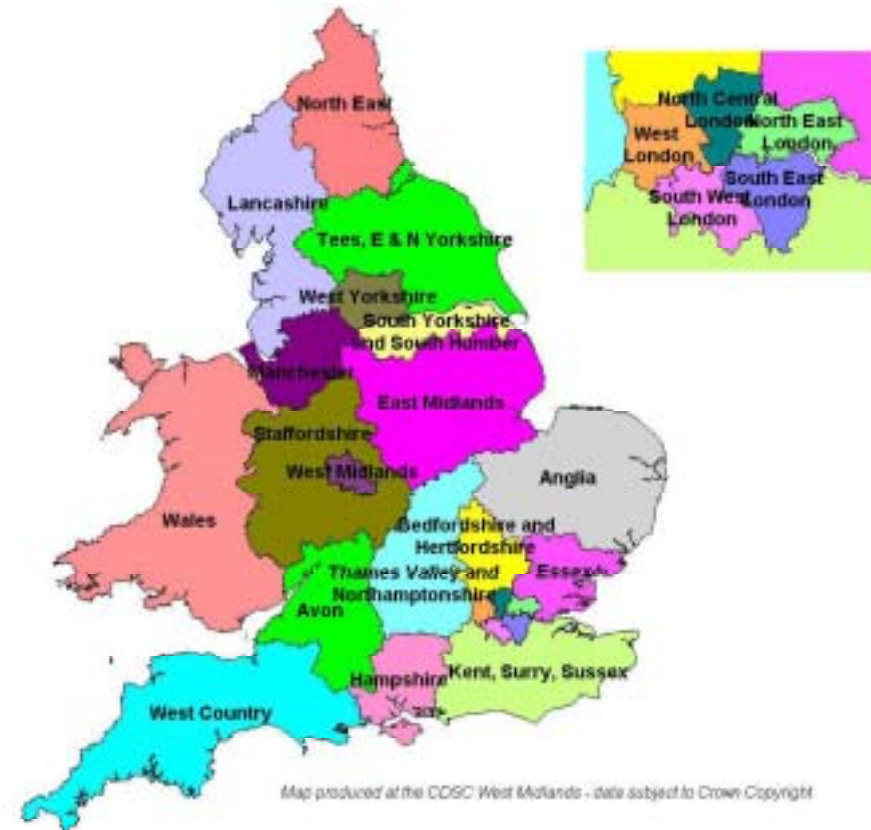 North East
Lancashire
Tees, E & N Yorkshire
West Yorkshire
South Yorkshire
and South Humber
Manchester
East Midlands
Staffordshire
West Midlands
Anglia
Wales
Bedfordshire and
Hertfordshire
Essex
Thames Valley and
Northamptonshire
Avon
Hampshire
Kent, Surry, Sussex
West Country
North Central
London
North East
London
West
London
South East
London
South West
London
Map produced at the CDSC West Midlands - data subject to Crown Copyright